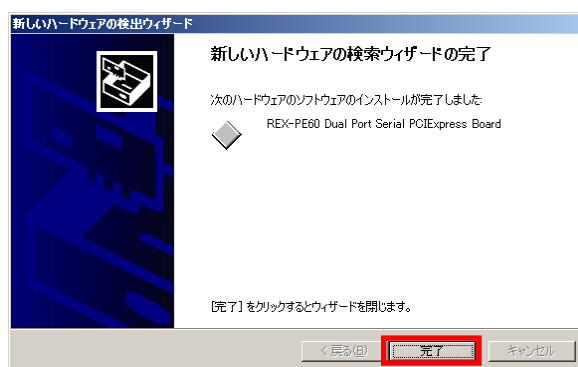 新しいハードウェアの検出ウィザード
新しいハードウェアの検索ウィザードの完了
次のハードウェアのソフトウェアのインストールが完了しました:
REX-PE60 Dual Port Serial PCIExpress Board
[完了] をクリックするとウィザードを閉じます。
< 戻る(B)
完了
キャンセル